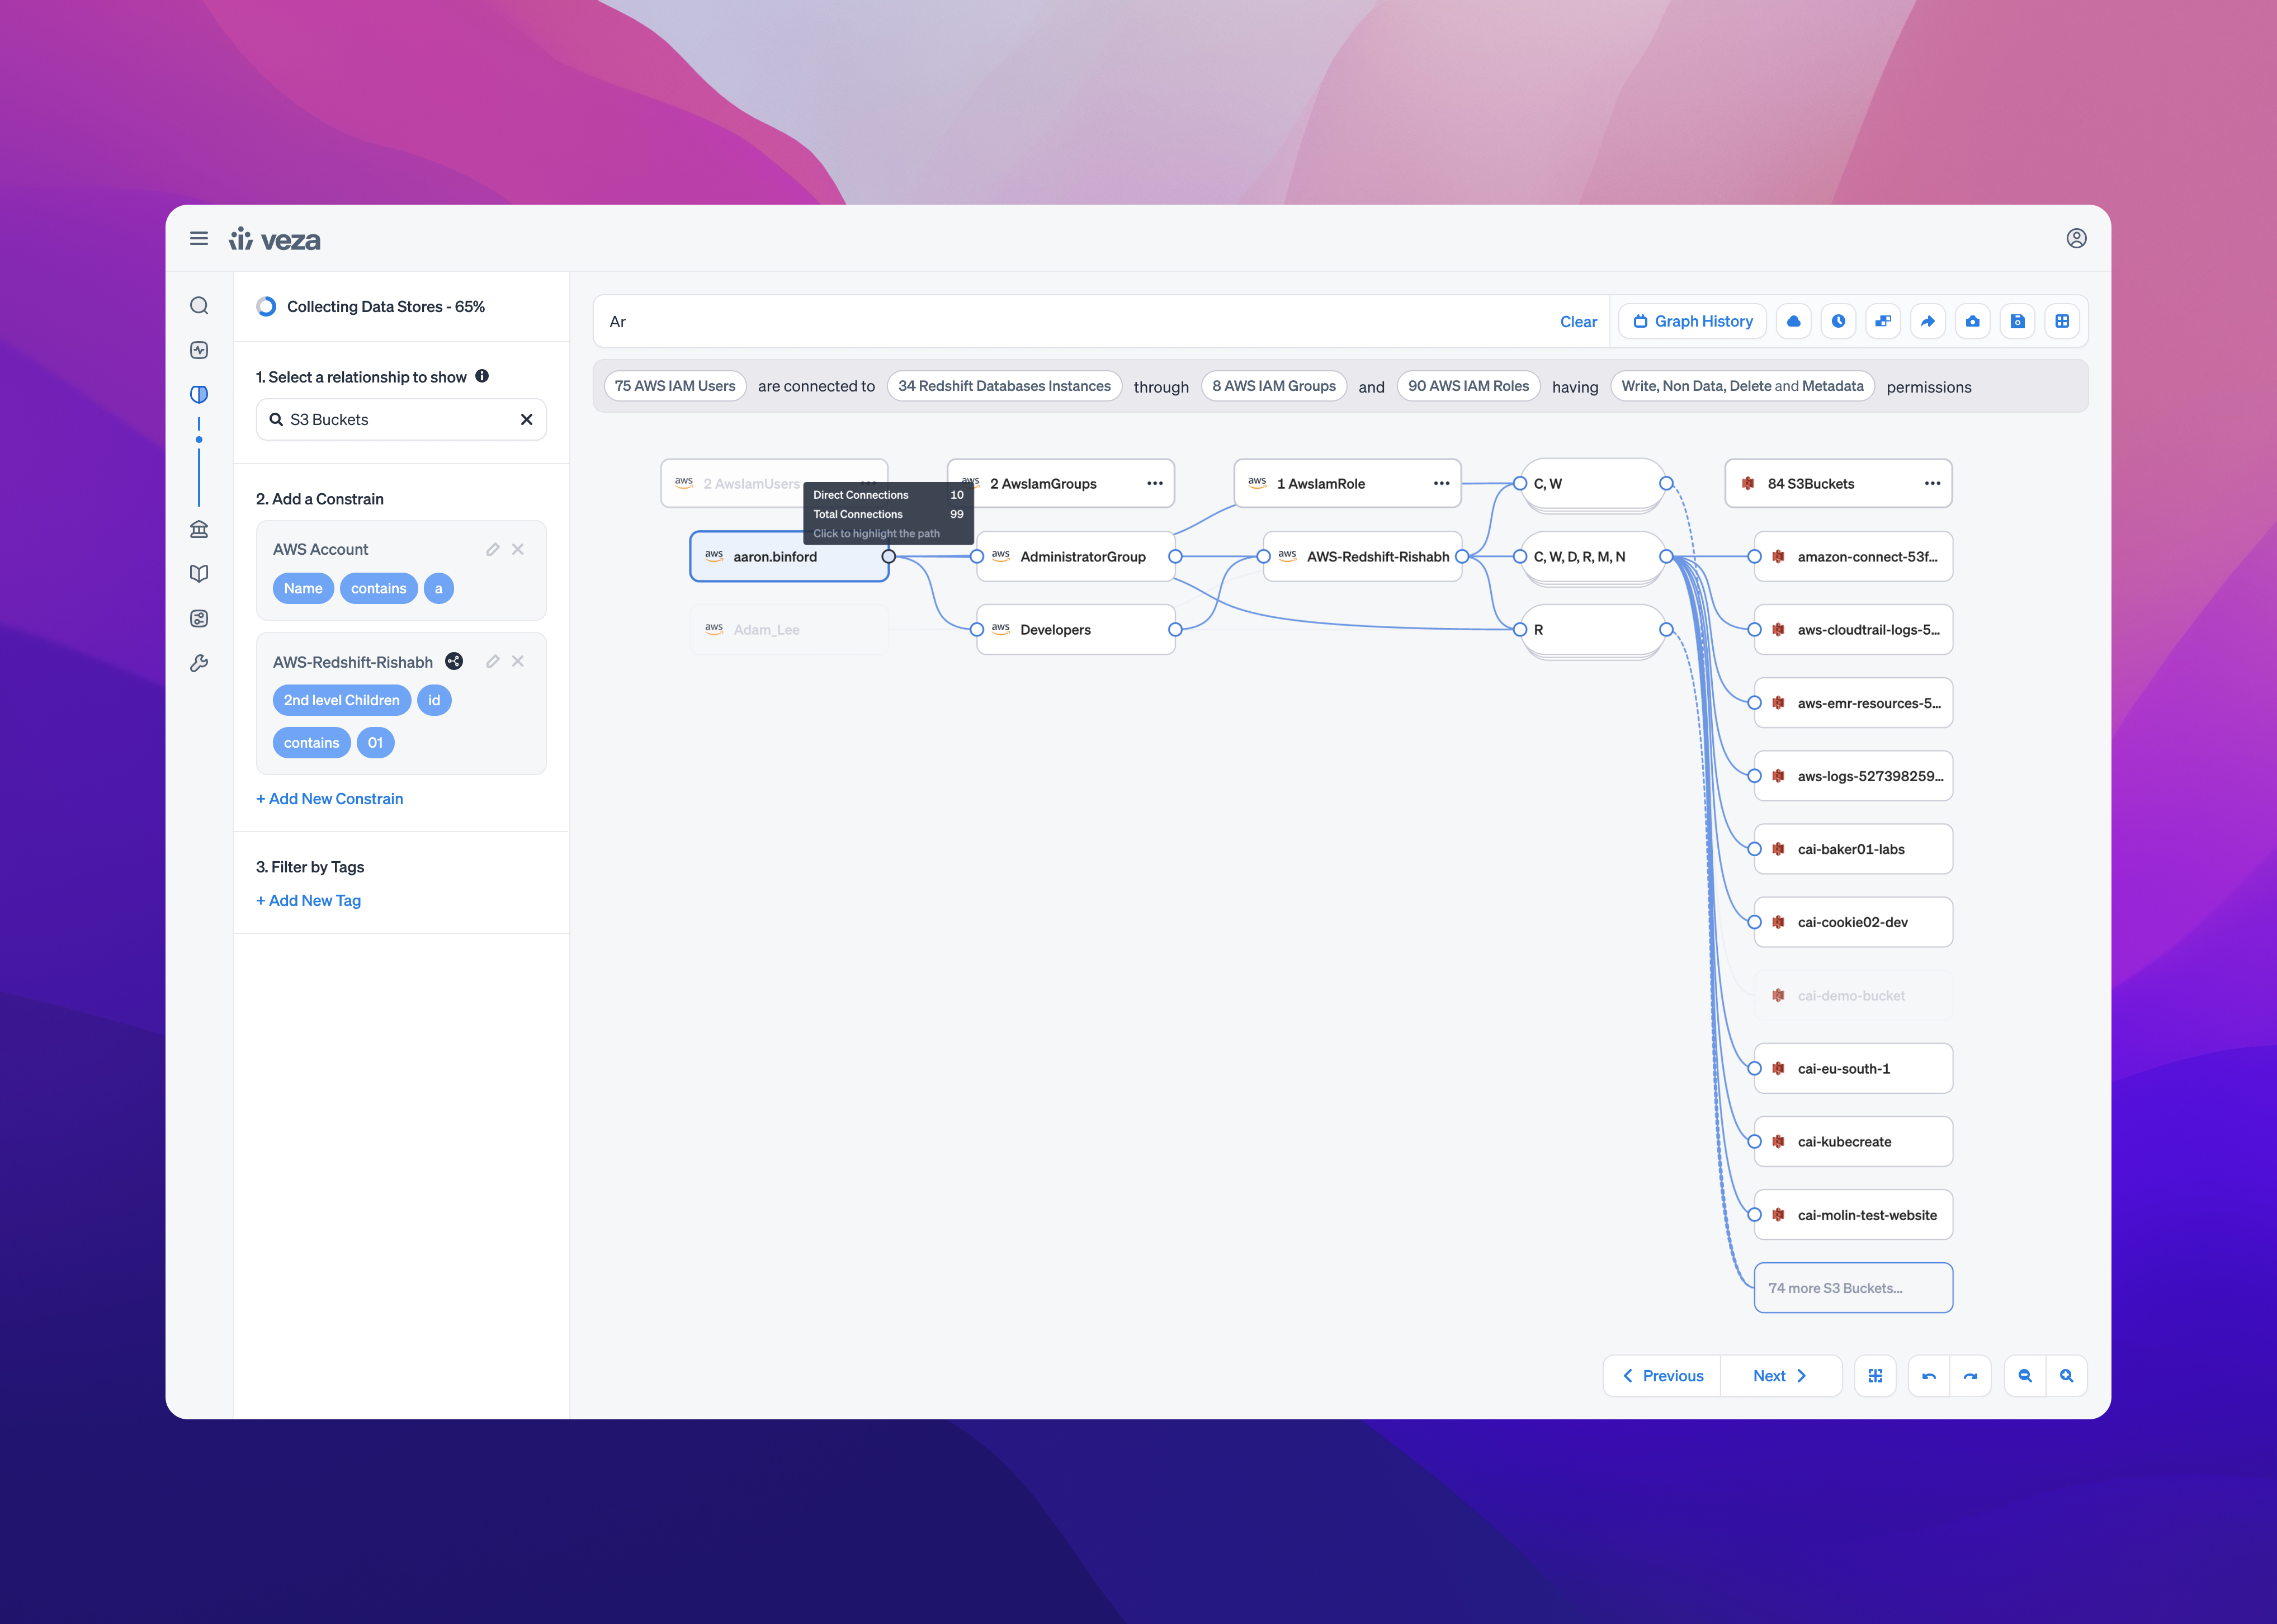 veza
Collecting Data Stores - 65%
1. Select a relationship to show
S3 Buckets
2. Add a Constrain
AWS Account
Name contains a
AWS-Redshift-Rishabh
2nd level Children id
contains 01
+ Add New Constrain
3. Filter by Tags
+ Add New Tag
Ar Clear Graph History
75 AWS IAM Users are connected to 34 Redshift Databases Instances through 8 AWS IAM Groups and 90 AWS IAM Roles having Write, Non Data, Delete and Metadata permissions
aws 2 AwsIamUsers
aws 2 AwsIamGroups
aws 1 AwsIamRole
C, W
84 S3Buckets
Direct Connections 10
Total Connections 99
Click to highlight the path
aws aaron.binford
aws AdministratorGroup
aws AWS-Redshift-Rishabh
C, W, D, R, M, N
amazon-connect-53f...
aws Adam_Lee
aws Developers
R
aws-cloudtrail-logs-5...
aws-emr-resources-5...
aws-logs-527398259...
cai-baker01-labs
cai-cookie02-dev
cai-demo-bucket
cai-eu-south-1
cai-kubecreate
cai-molin-test-website
74 more S3 Buckets...
Previous Next